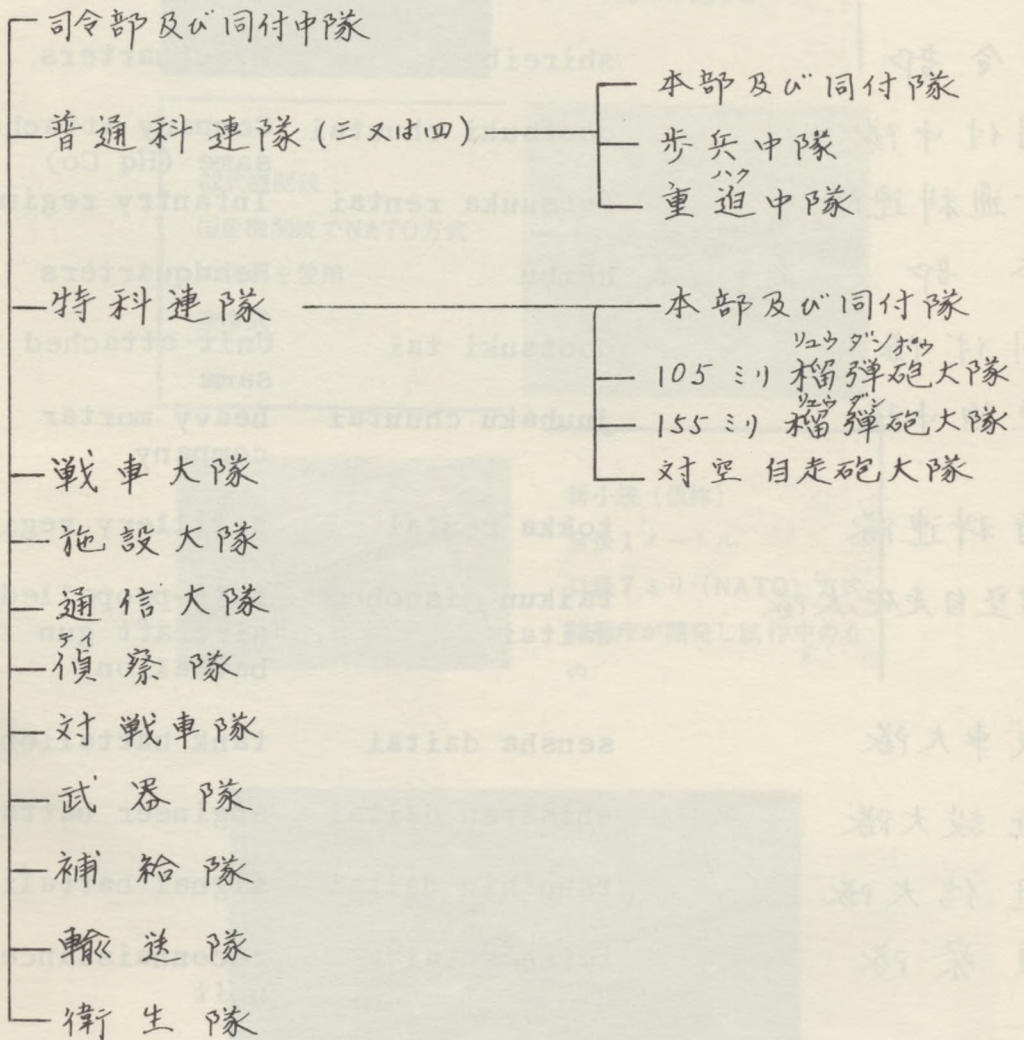 司令部及び同付中隊
普通科連隊(三又は四)
本部及び同付隊
歩兵中隊
ハク
重迫中隊
特科連隊
本部及び同付隊
リュウダンホウ
105ミリ榴弾砲大隊
リュウダン
155ミリ榴弾砲大隊
対空自走砲大隊
戦車大隊
施設大隊
通信大隊
テイ
偵察隊
対戦車隊
武器隊
補給隊
輸送隊
衛生隊